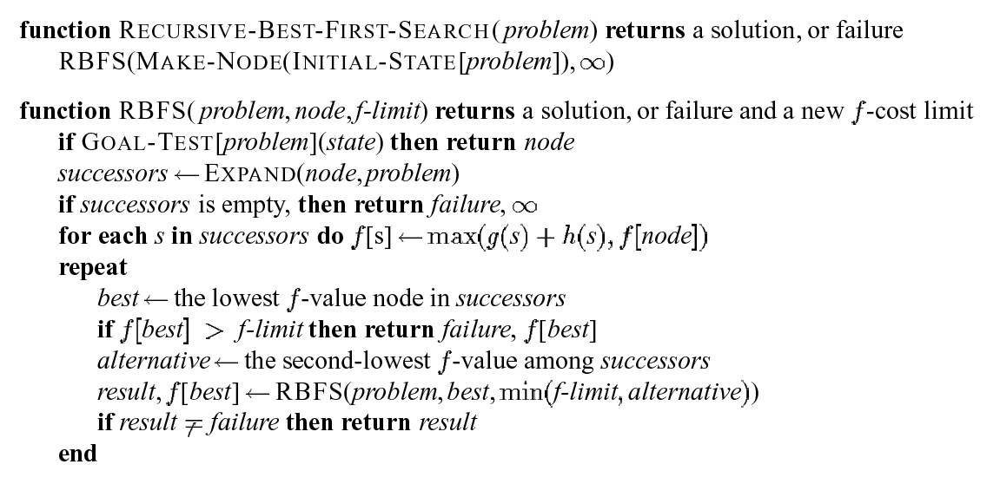 function RECURSIVE-BEST-FIRST-SEARCH(problem) returns a solution, or failure
RBFS(MAKE-NODE(INITIAL-STATE[problem]), ∞)
function RBFS(problem, node, f-limit) returns a solution, or failure and a new f-cost limit
if GOAL-TEST[problem](state) then return node
successors ← EXPAND(node, problem)
if successors is empty, then return failure, ∞
for each s in successors do f[s] ← max(g(s) + h(s), f[node])
repeat
best ← the lowest f-value node in successors
if f[best] > f-limit then return failure, f[best]
alternative ← the second-lowest f-value among successors
result, f[best] ← RBFS(problem, best, min(f-limit, alternative))
if result ≠ failure then return result
end